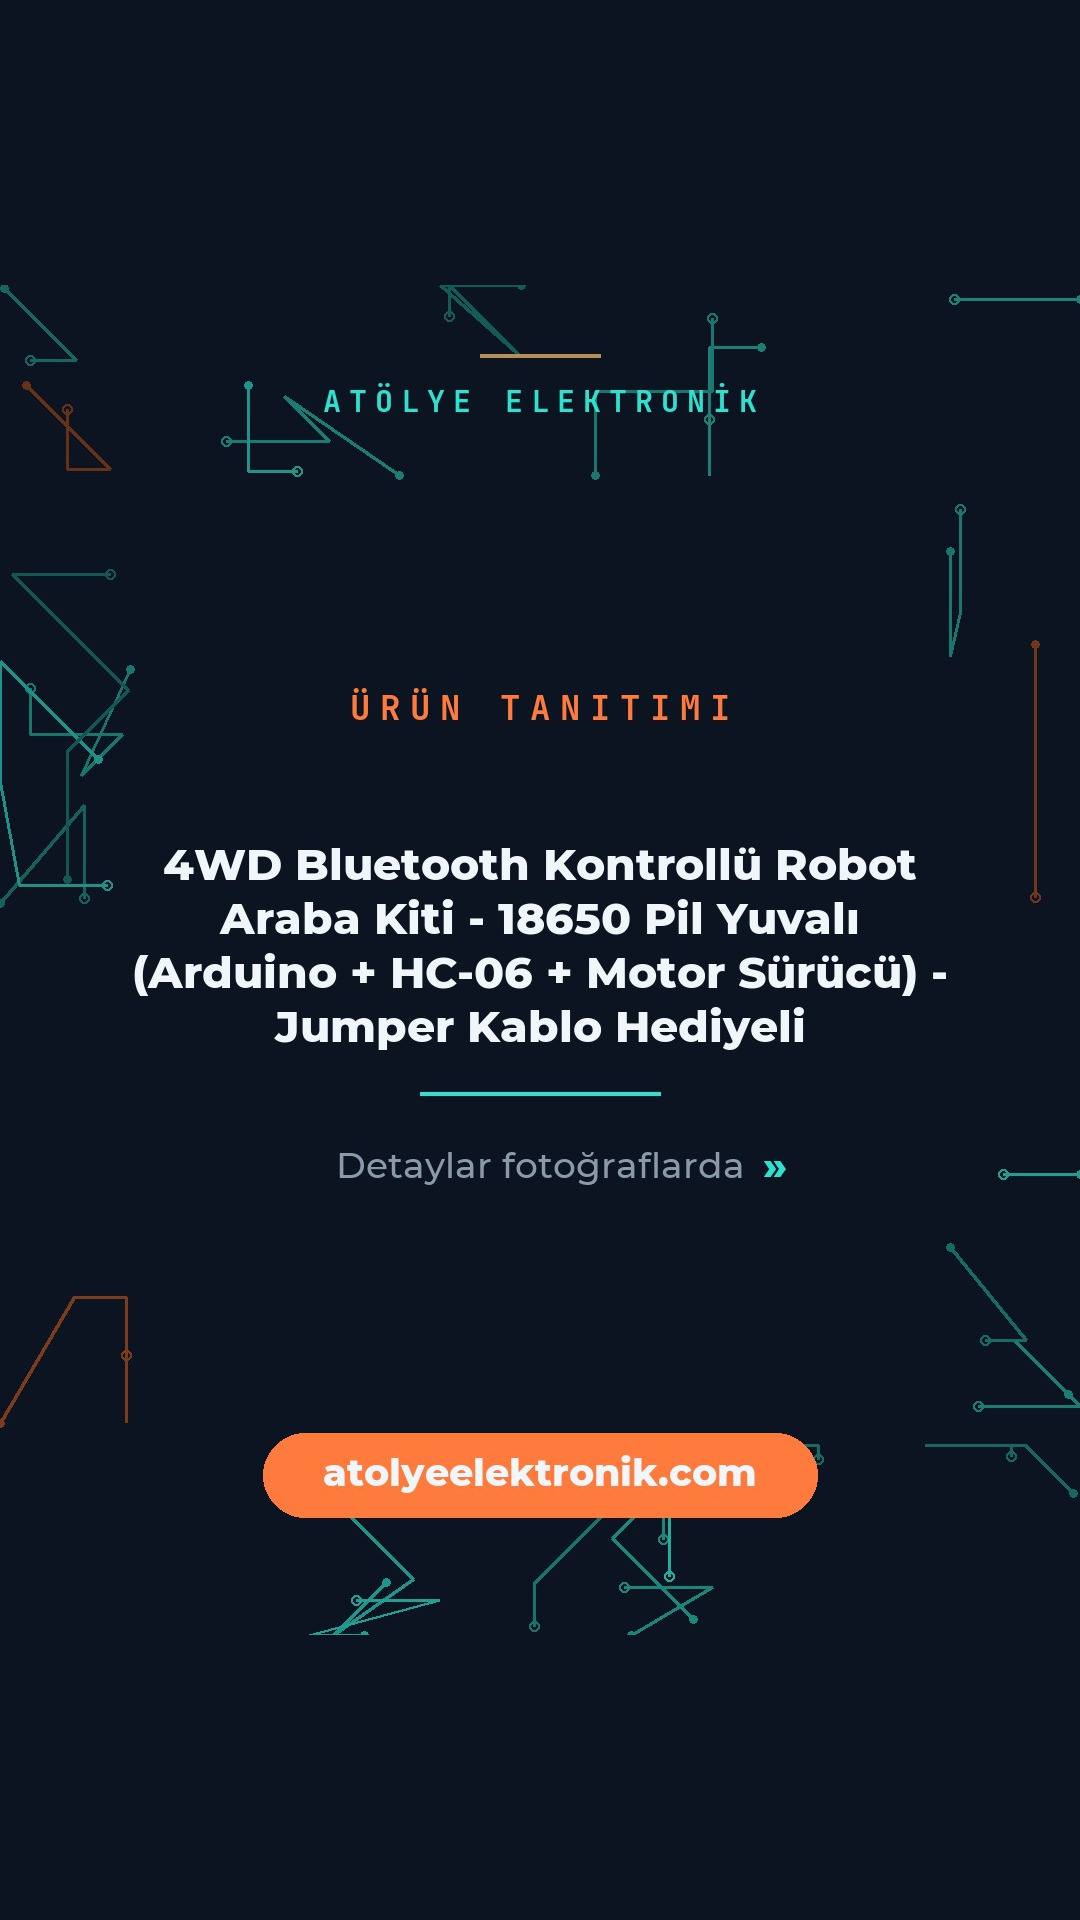 ATÖLYE ELEKTRONİK
ÜRÜN TANITIMI
4WD Bluetooth Kontrollü Robot
Araba Kiti - 18650 Pil Yuvalı
(Arduino + HC-06 + Motor Sürücü) -
Jumper Kablo Hediyeli
Detaylar fotoğraflarda »
atolyeelektronik.com